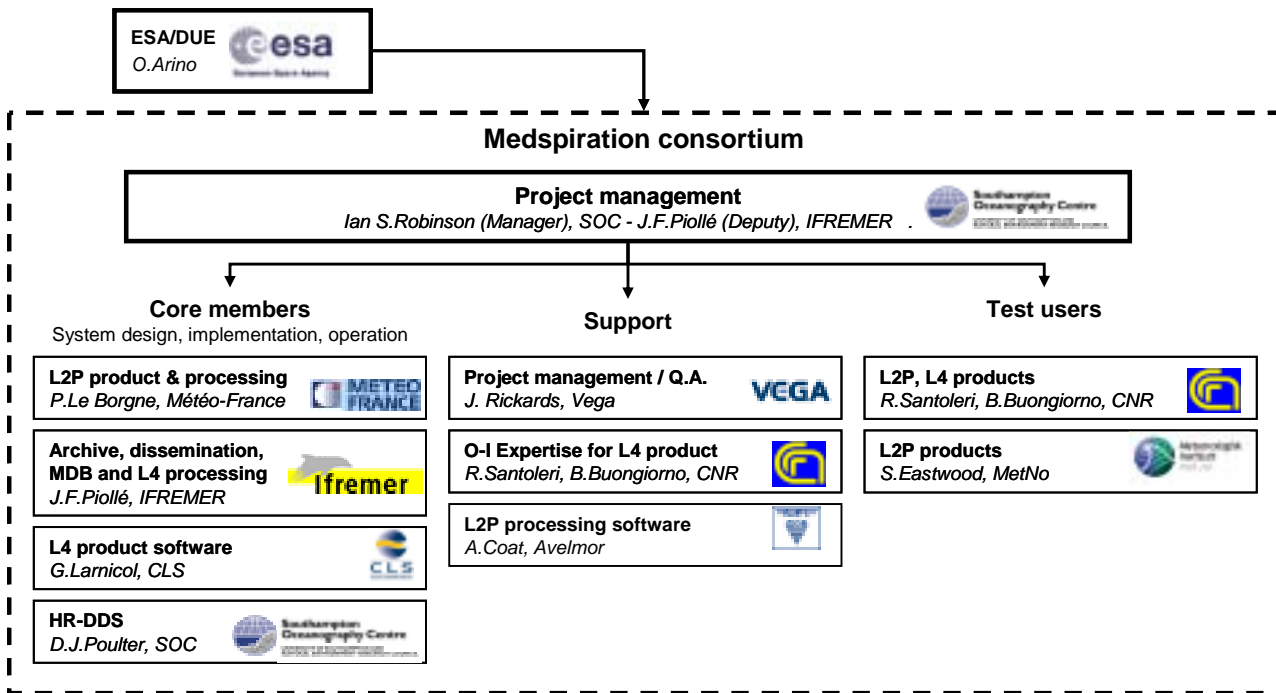 ESA/DUE
O.Arino
esa
European Space Agency
Medspiration consortium
Project management
Ian S.Robinson (Manager), SOC - J.F.Piollé (Deputy), IFREMER .
Southampton
Oceanography Centre
Core members
System design, implementation, operation
L2P product & processing
P.Le Borgne, Météo-France
METEO
FRANCE
Archive, dissemination,
MDB and L4 processing
J.F.Piollé, IFREMER
Ifremer
L4 product software
G.Larnicol, CLS
CLS
HR-DDS
D.J.Poulter, SOC
Southampton
Oceanography Centre
Support
Project management / Q.A.
J. Rickards, Vega
VEGA
O-I Expertise for L4 product
R.Santoleri, B.Buongiorno, CNR
L2P processing software
A.Coat, Avelmor
Test users
L2P, L4 products
R.Santoleri, B.Buongiorno, CNR
L2P products
S.Eastwood, MetNo